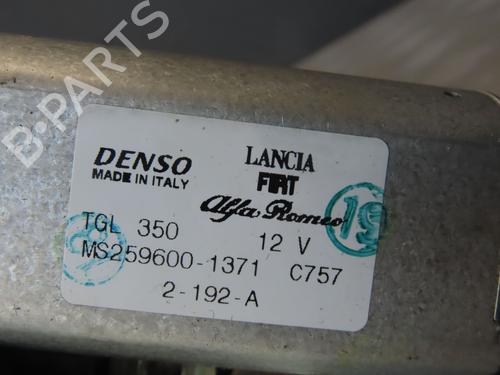 B-PARTS
DENSO
MADE IN ITALY
LANCIA
FIAT
Alfa Romeo
TGL 350
12 V
19
MS259600-1371 C757
2-192-A